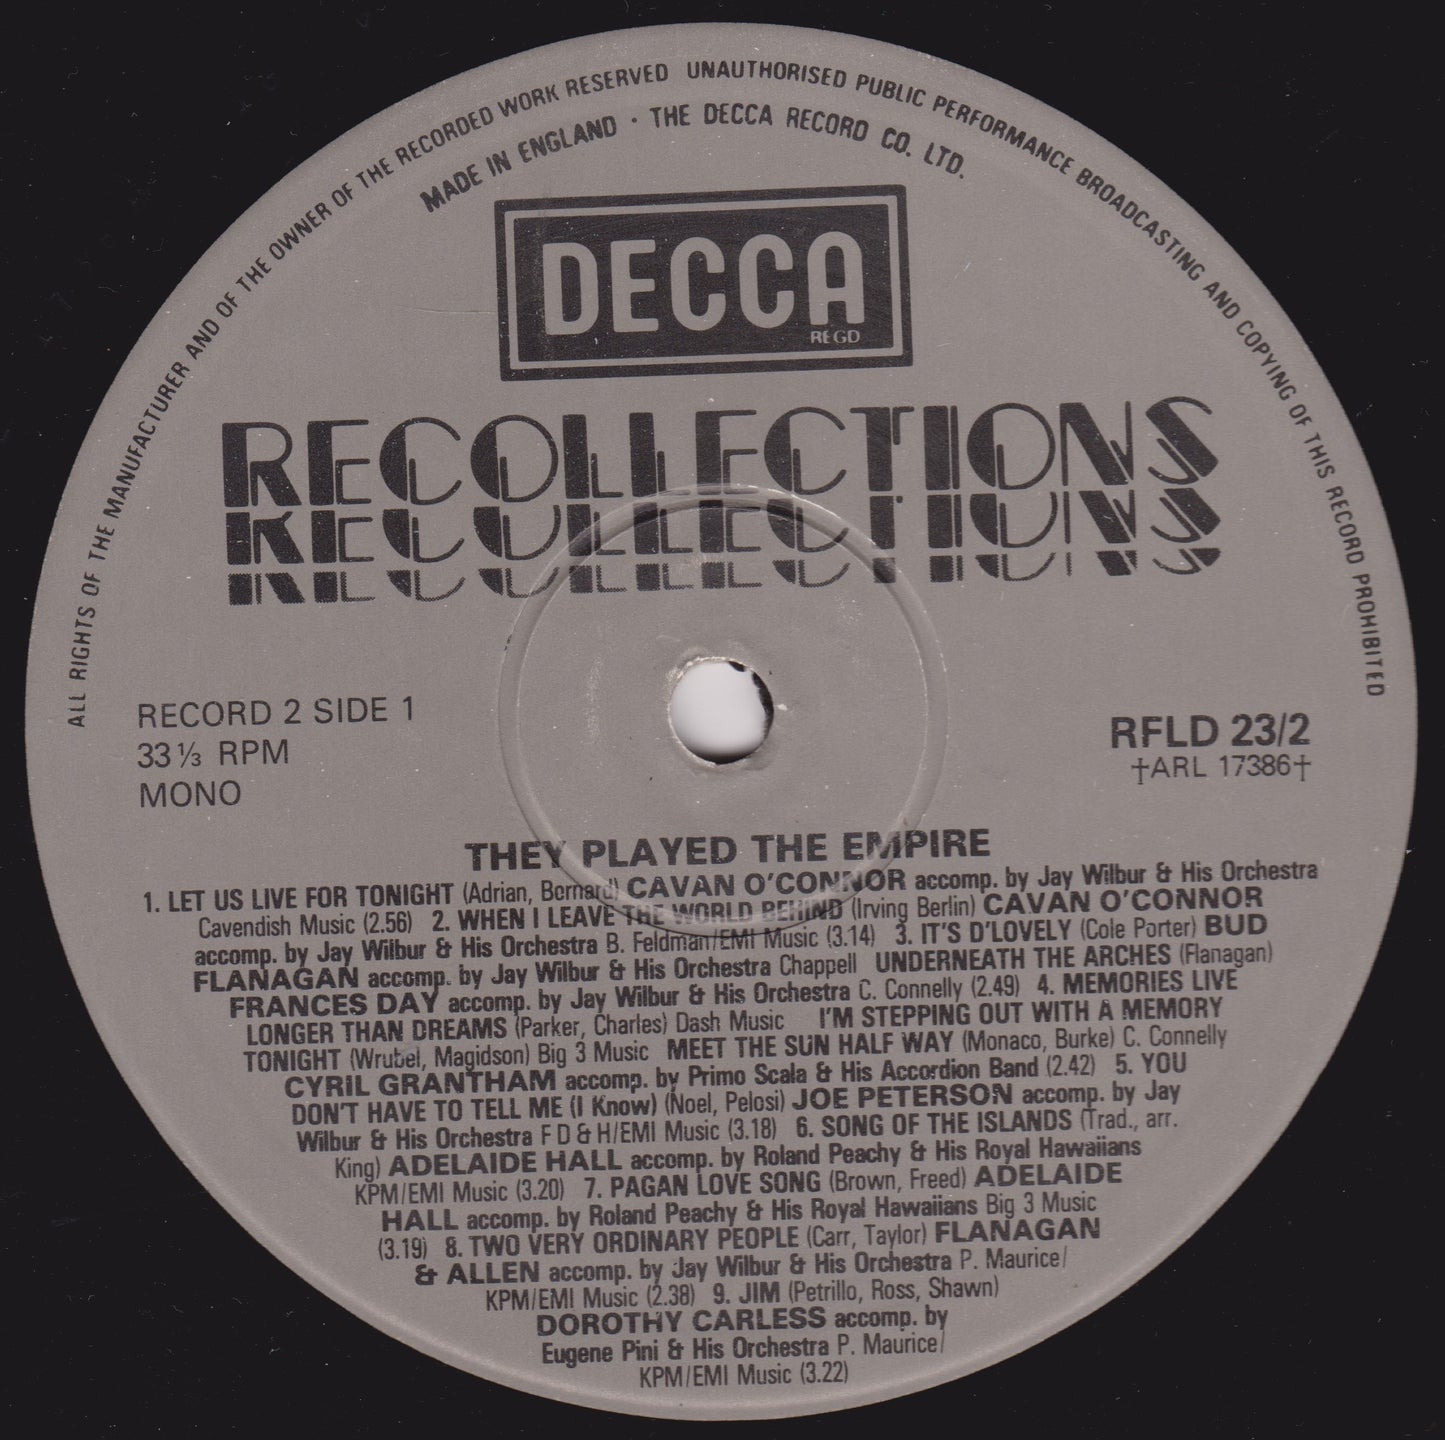 ALL RIGHTS OF THE MANUFACTURER AND OF THE OWNER OF THE RECORDED WORK RESERVED UNAUTHORISED PUBLIC PERFORMANCE BROADCASTING AND COPYING OF THIS RECORD PROHIBITED
MADE IN ENGLAND · THE DECCA RECORD CO. LTD.
DECCA
REGD
RECOLLECTIONS
RECOLLECTIONS
RECOLLECTIONS
RECORD 2 SIDE 1
33⅓ RPM
MONO
RFLD 23/2
†ARL 17386†
THEY PLAYED THE EMPIRE
1. LET US LIVE FOR TONIGHT (Adrian, Bernard) CAVAN O'CONNOR accomp. by Jay Wilbur & His Orchestra
Cavendish Music (2.56) 2. WHEN I LEAVE THE WORLD BEHIND (Irving Berlin) CAVAN O'CONNOR
accomp. by Jay Wilbur & His Orchestra B. Feldman/EMI Music (3.14) 3. IT'S D'LOVELY (Cole Porter) BUD
FLANAGAN accomp. by Jay Wilbur & His Orchestra Chappell UNDERNEATH THE ARCHES (Flanagan)
FRANCES DAY accomp. by Jay Wilbur & His Orchestra C. Connelly (2.49) 4. MEMORIES LIVE
LONGER THAN DREAMS (Parker, Charles) Dash Music I'M STEPPING OUT WITH A MEMORY
TONIGHT (Wrubel, Magidson) Big 3 Music MEET THE SUN HALF WAY (Monaco, Burke) C. Connelly
CYRIL GRANTHAM accomp. by Primo Scala & His Accordion Band (2.42) 5. YOU
DON'T HAVE TO TELL ME (I Know) (Noel, Pelosi) JOE PETERSON accomp. by Jay
Wilbur & His Orchestra F D & H/EMI Music (3.18) 6. SONG OF THE ISLANDS (Trad., arr.
King) ADELAIDE HALL accomp. by Roland Peachy & His Royal Hawaiians
KPM/EMI Music (3.20) 7. PAGAN LOVE SONG (Brown, Freed) ADELAIDE
HALL accomp. by Roland Peachy & His Royal Hawaiians Big 3 Music
(3.19) 8. TWO VERY ORDINARY PEOPLE (Carr, Taylor) FLANAGAN
& ALLEN accomp. by Jay Wilbur & His Orchestra P. Maurice/
KPM/EMI Music (2.38) 9. JIM (Petrillo, Ross, Shawn)
DOROTHY CARLESS accomp. by
Eugene Pini & His Orchestra P. Maurice/
KPM/EMI Music (3.22)